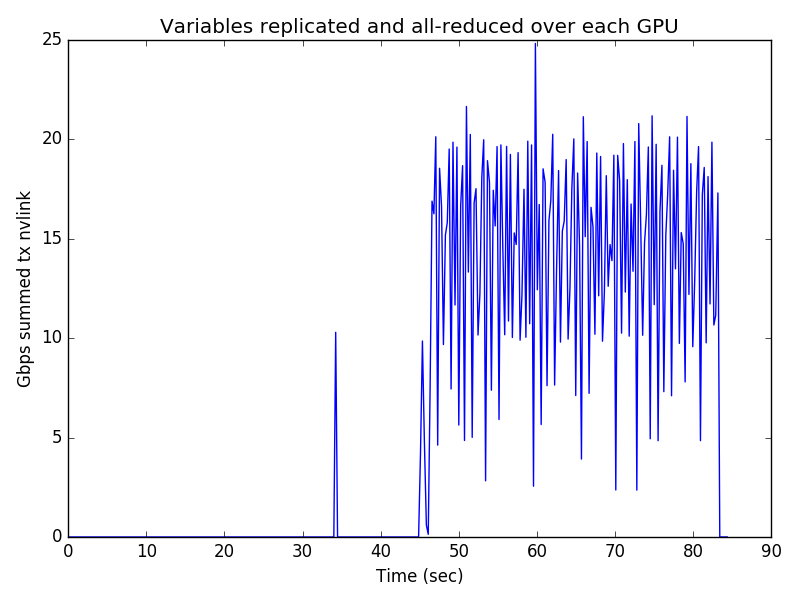 Variables replicated and all-reduced over each GPU
25
20
15
10
5
0
Gbps summed tx nvlink
0 10 20 30 40 50 60 70 80 90
Time (sec)